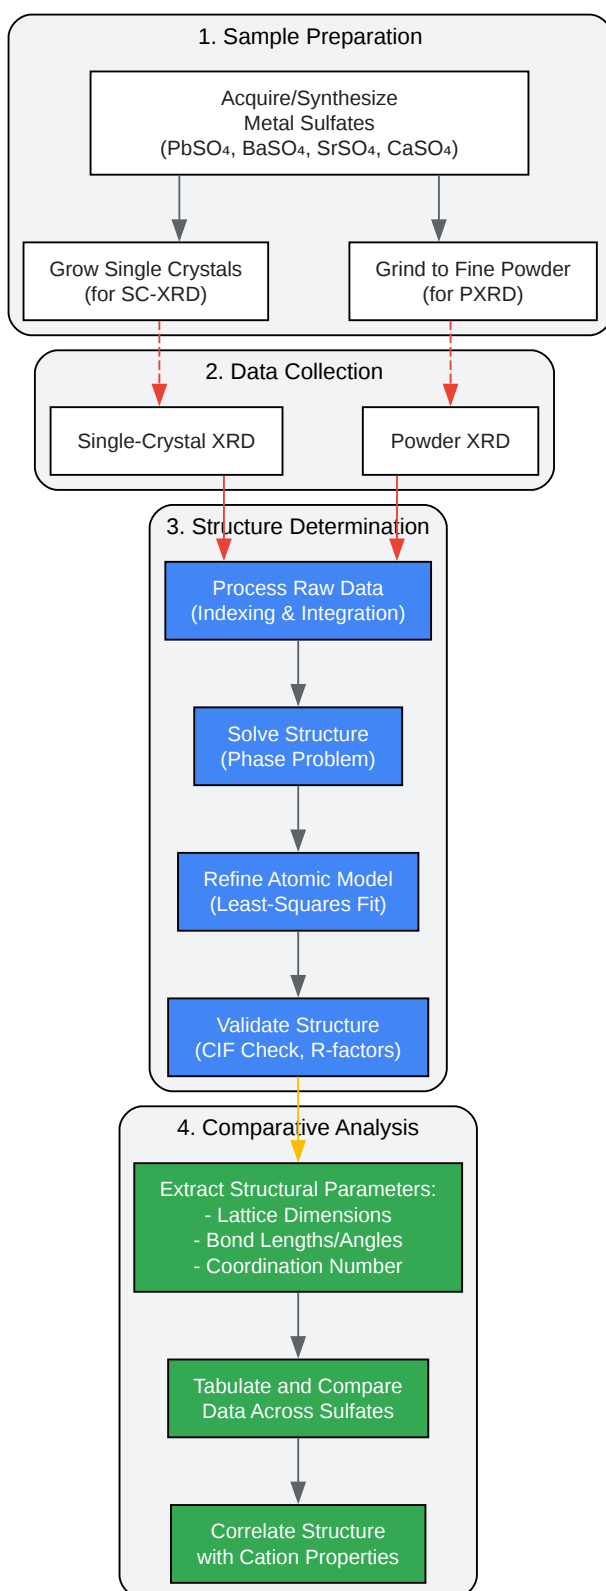 1. Sample Preparation
Acquire/Synthesize
Metal Sulfates
(PbSO₄, BaSO₄, SrSO₄, CaSO₄)
Grow Single Crystals
(for SC-XRD)
Grind to Fine Powder
(for PXRD)
2. Data Collection
Single-Crystal XRD
Powder XRD
3. Structure Determination
Process Raw Data
(Indexing & Integration)
Solve Structure
(Phase Problem)
Refine Atomic Model
(Least-Squares Fit)
Validate Structure
(CIF Check, R-factors)
4. Comparative Analysis
Extract Structural Parameters:
- Lattice Dimensions
- Bond Lengths/Angles
- Coordination Number
Tabulate and Compare
Data Across Sulfates
Correlate Structure
with Cation Properties